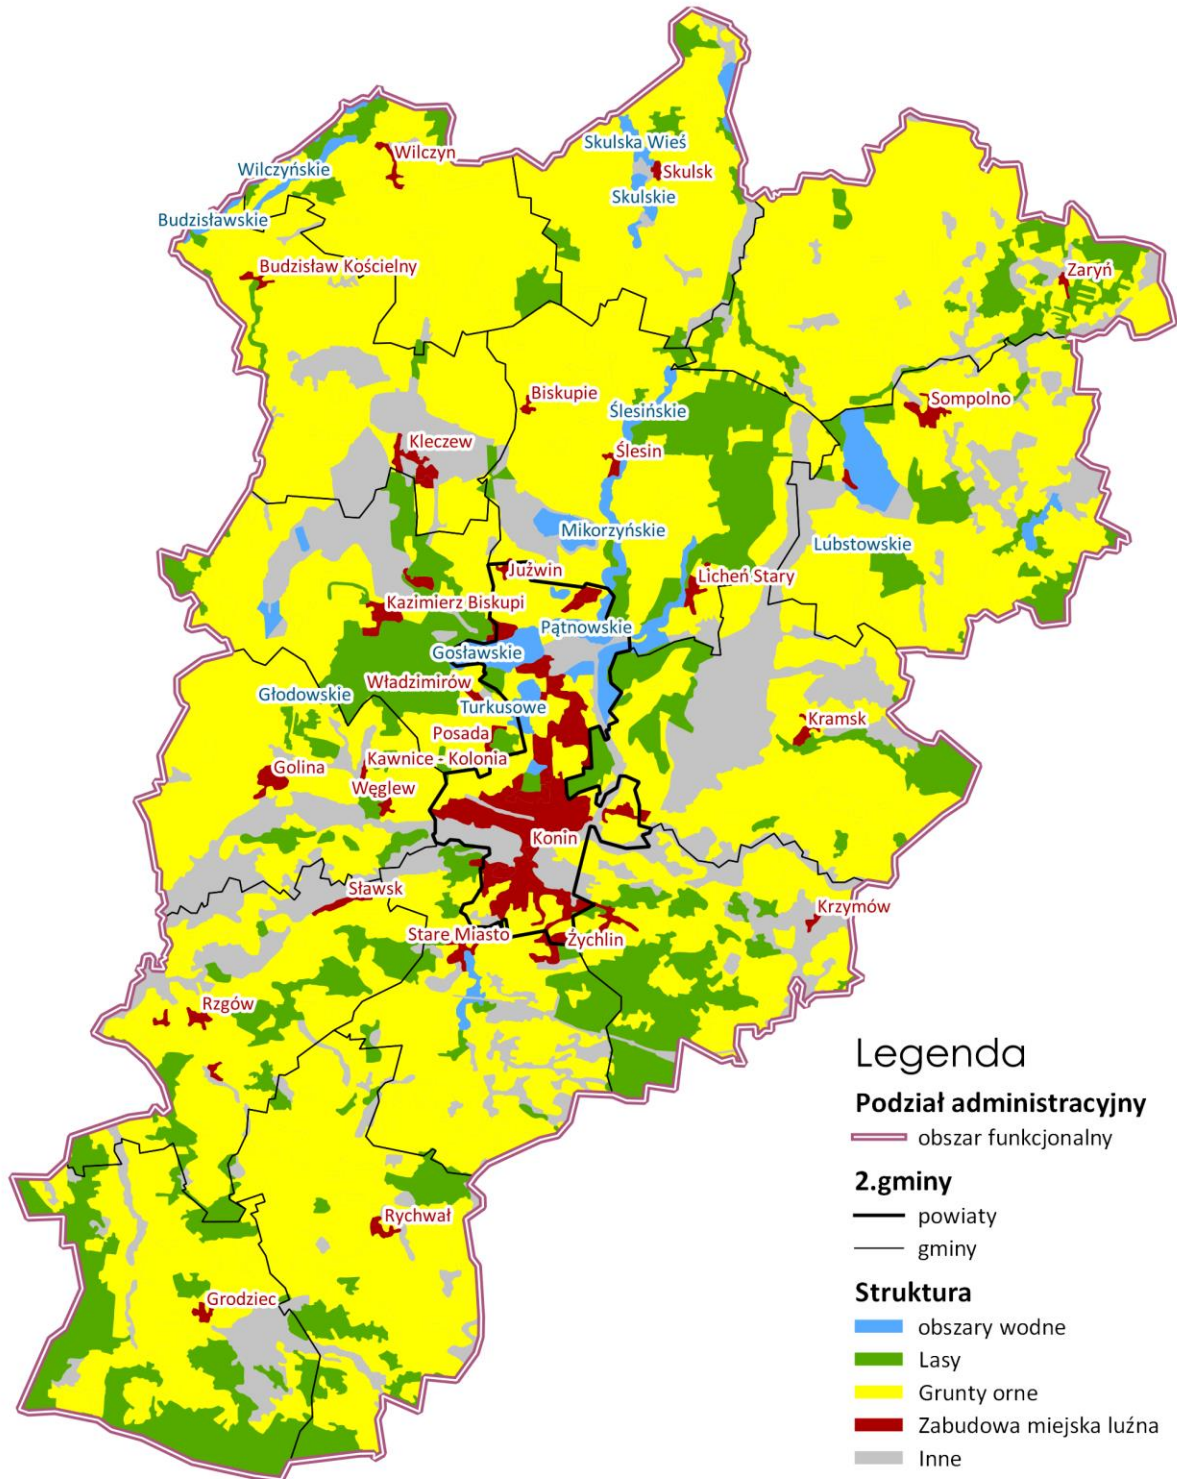 Skulska Wieś
Wilczyn
Wilczyńskie
Skulsk
Skulskie
Budzisławskie
Budzisław Kościelny
Zaryń
Biskupie
Ślesińskie
Sompolno
Kleczew
Ślesin
Mikorzyńskie
Lubstowskie
Juźwin
Licheń Stary
Kazimierz Biskupi
Pątnowskie
Gosławskie
Władzimirów
Głodowskie
Turkusowe
Kramsk
Posada
Kawnice - Kolonia
Golina
Węglew
Konin
Sławsk
Krzymów
Stare Miasto
Żychlin
Rzgów
Rychwał
Grodziec
Legenda
Podział administracyjny
obszar funkcjonalny
2.gminy
powiaty
gminy
Struktura
obszary wodne
Lasy
Grunty orne
Zabudowa miejska luźna
Inne